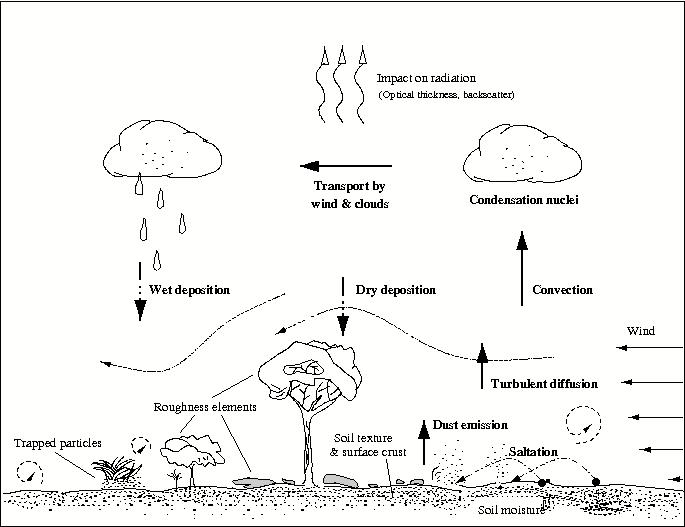 Impact on radiation
(Optical thickness, backscatter)
Transport by
wind & clouds
Condensation nuclei
Wet deposition
Dry deposition
Convection
Wind
Turbulent diffusion
Roughness elements
Dust emission
Trapped particles
Soil texture
& surface crust
Saltation
Soil moisture